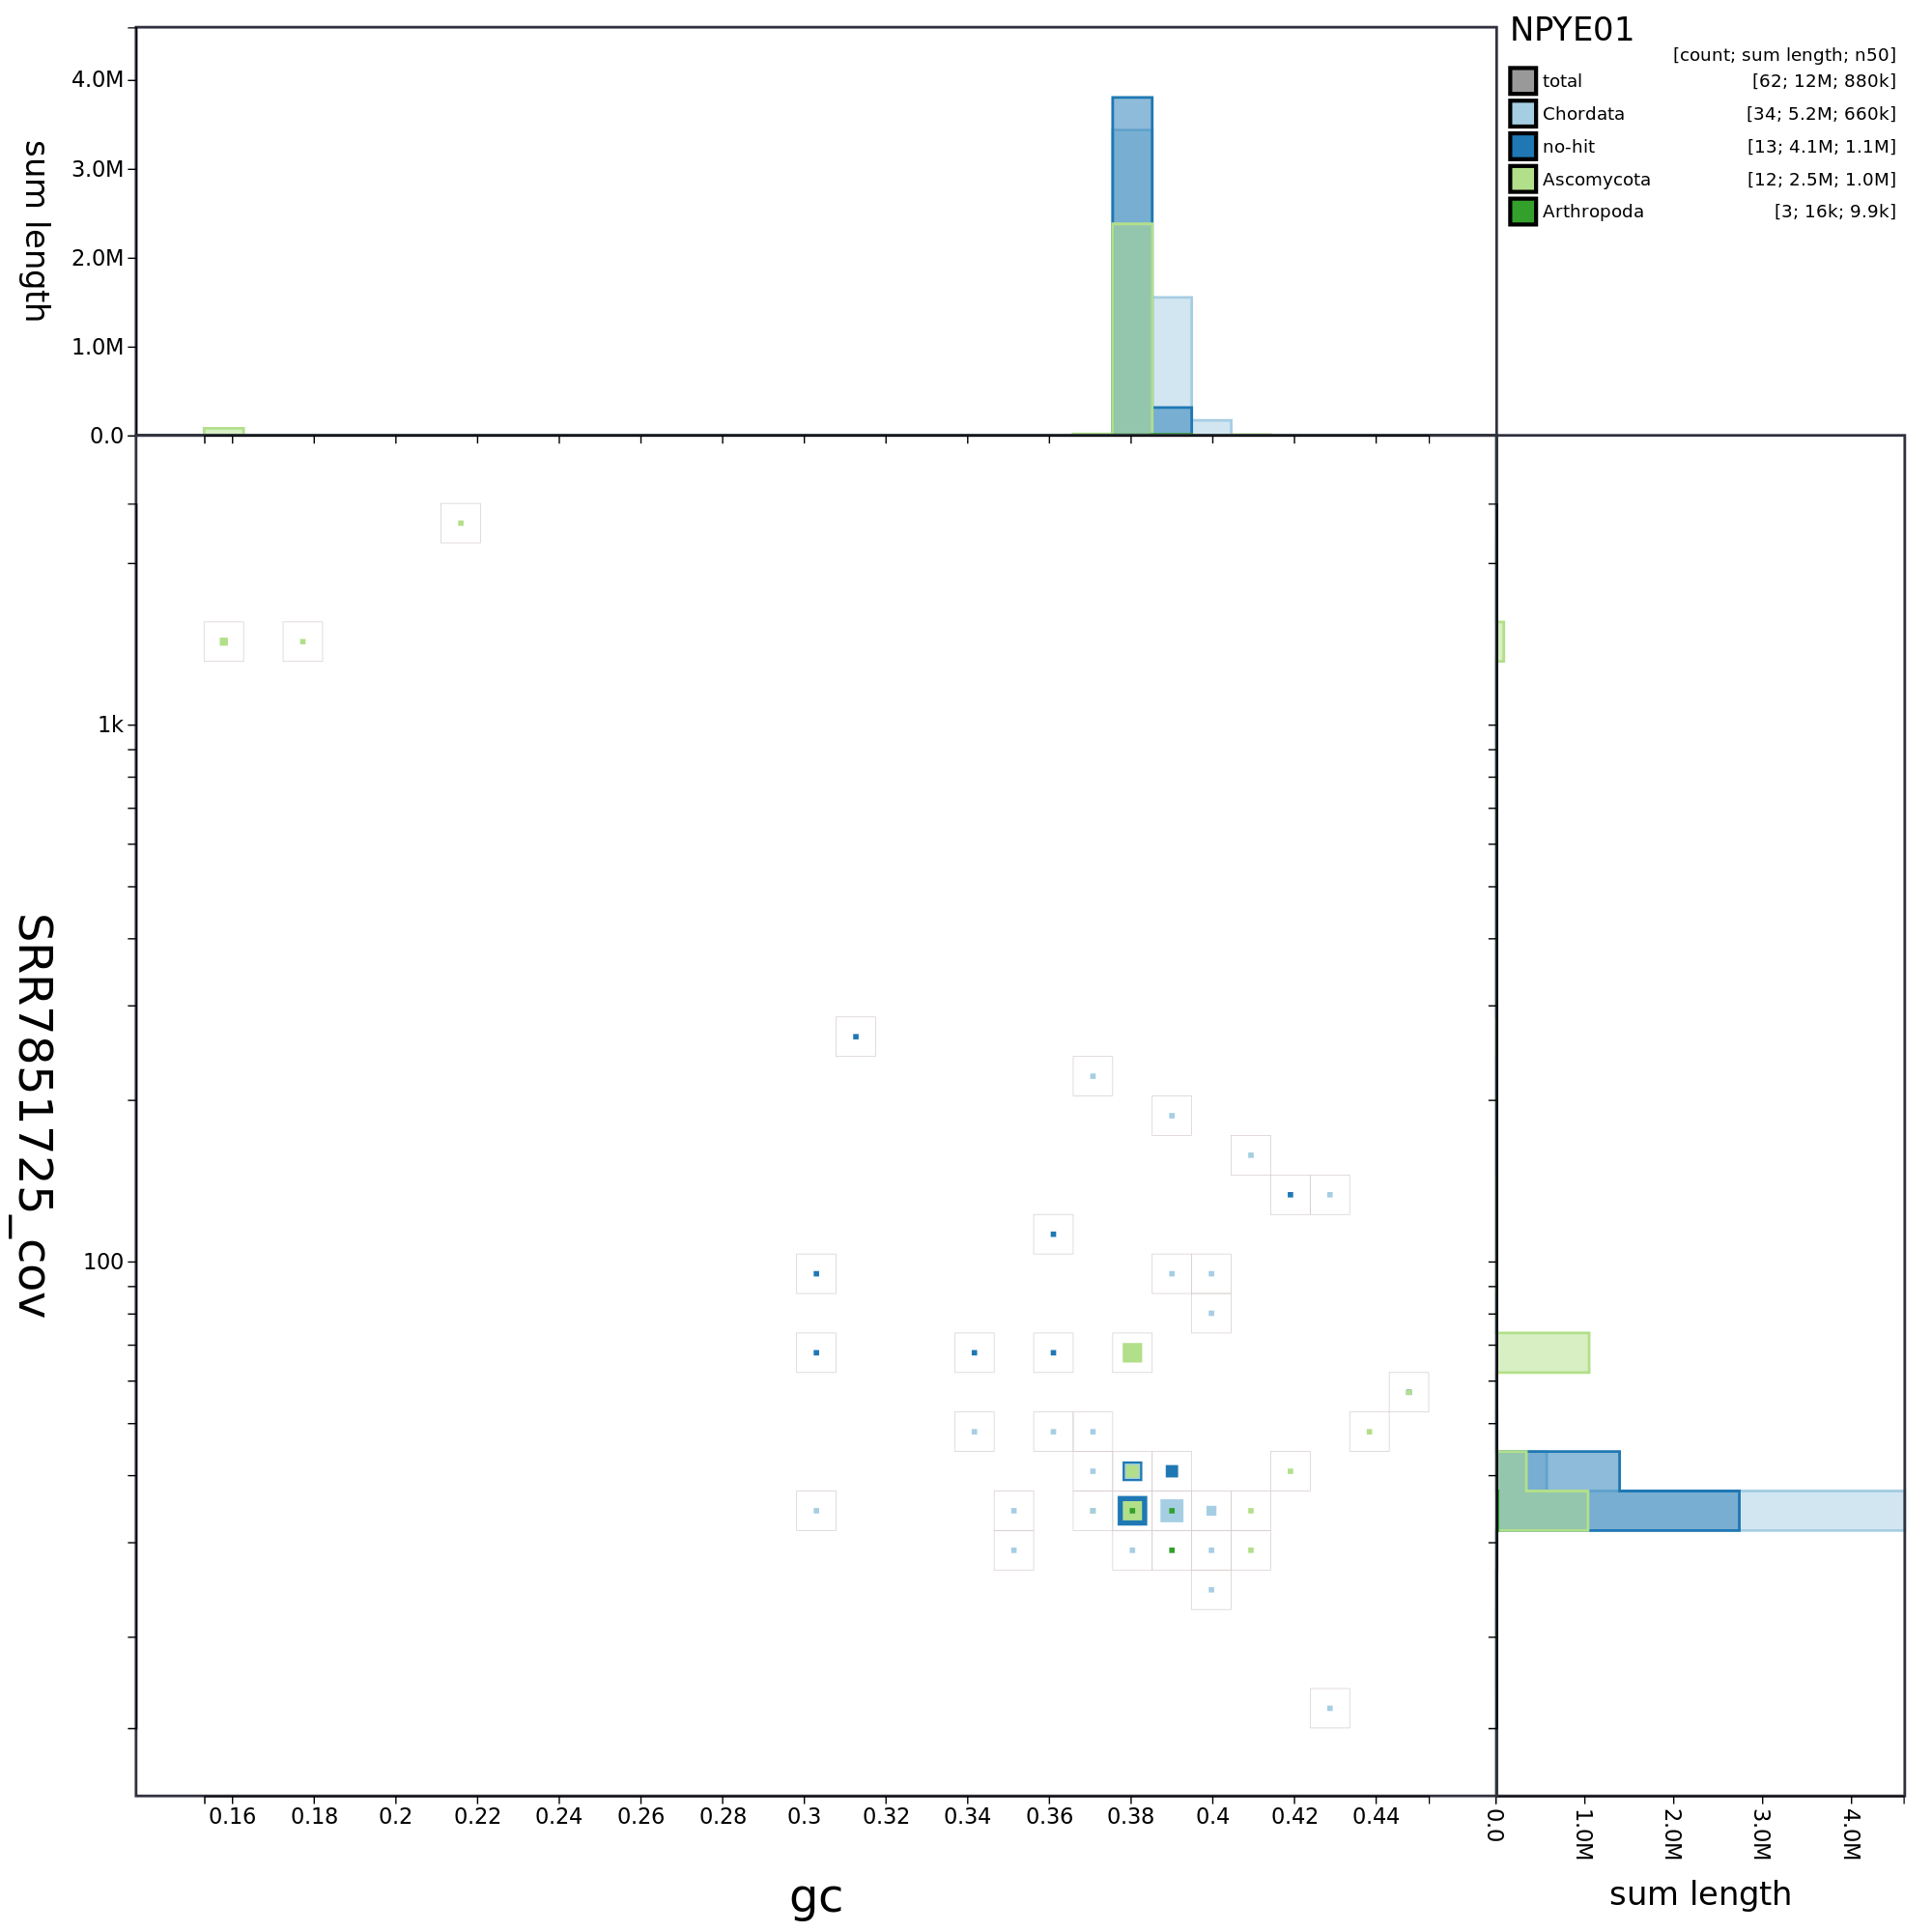 NPYE01
[count; sum length; n50]
total [62; 12M; 880k]
Chordata [34; 5.2M; 660k]
no-hit [13; 4.1M; 1.1M]
Ascomycota [12; 2.5M; 1.0M]
Arthropoda [3; 16k; 9.9k]
sum length
4.0M
3.0M
2.0M
1.0M
0.0
SRR7851725_cov
1k
100
0.16 0.18 0.2 0.22 0.24 0.26 0.28 0.3 0.32 0.34 0.36 0.38 0.4 0.42 0.44
gc
0.0 1.0M 2.0M 3.0M 4.0M
sum length